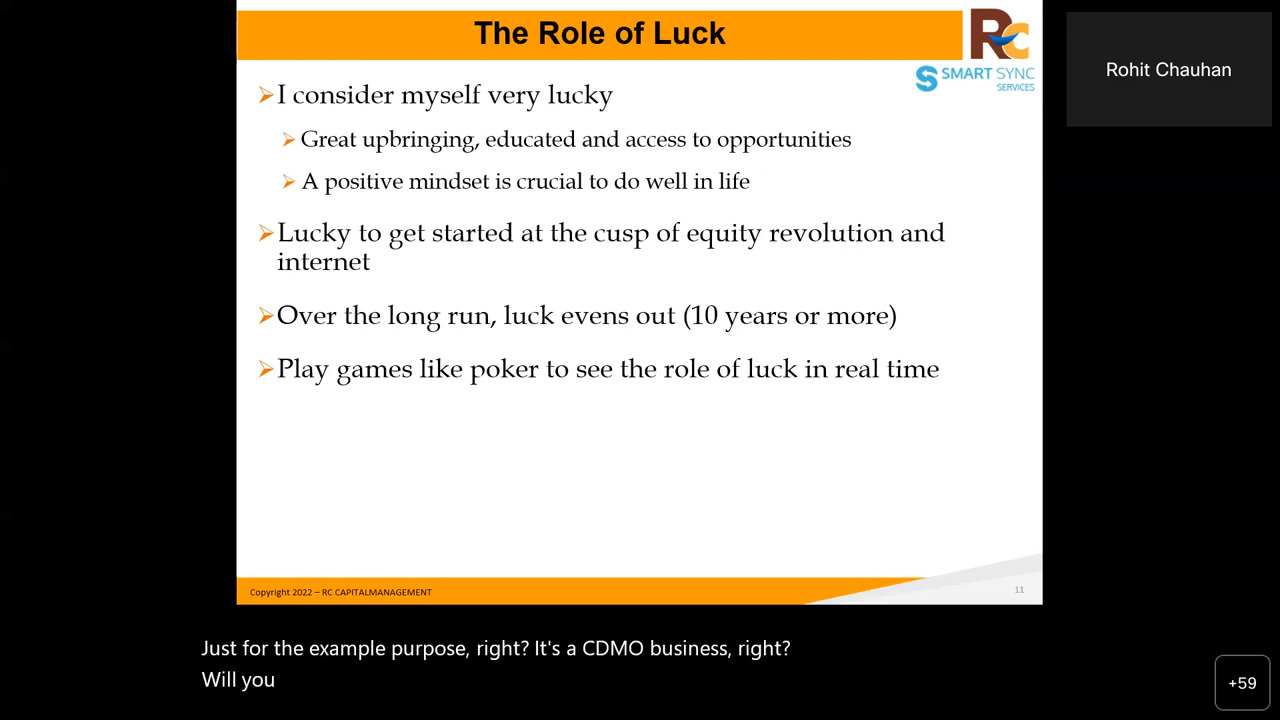 The Role of Luck
RC
SMART SYNC
SERVICES
Rohit Chauhan
➢I consider myself very lucky
➢Great upbringing, educated and access to opportunities
➢A positive mindset is crucial to do well in life
➢Lucky to get started at the cusp of equity revolution and
internet
➢Over the long run, luck evens out (10 years or more)
➢Play games like poker to see the role of luck in real time
Copyright 2022 – RC CAPITALMANAGEMENT
11
Just for the example purpose, right? It's a CDMO business, right?
Will you
+59